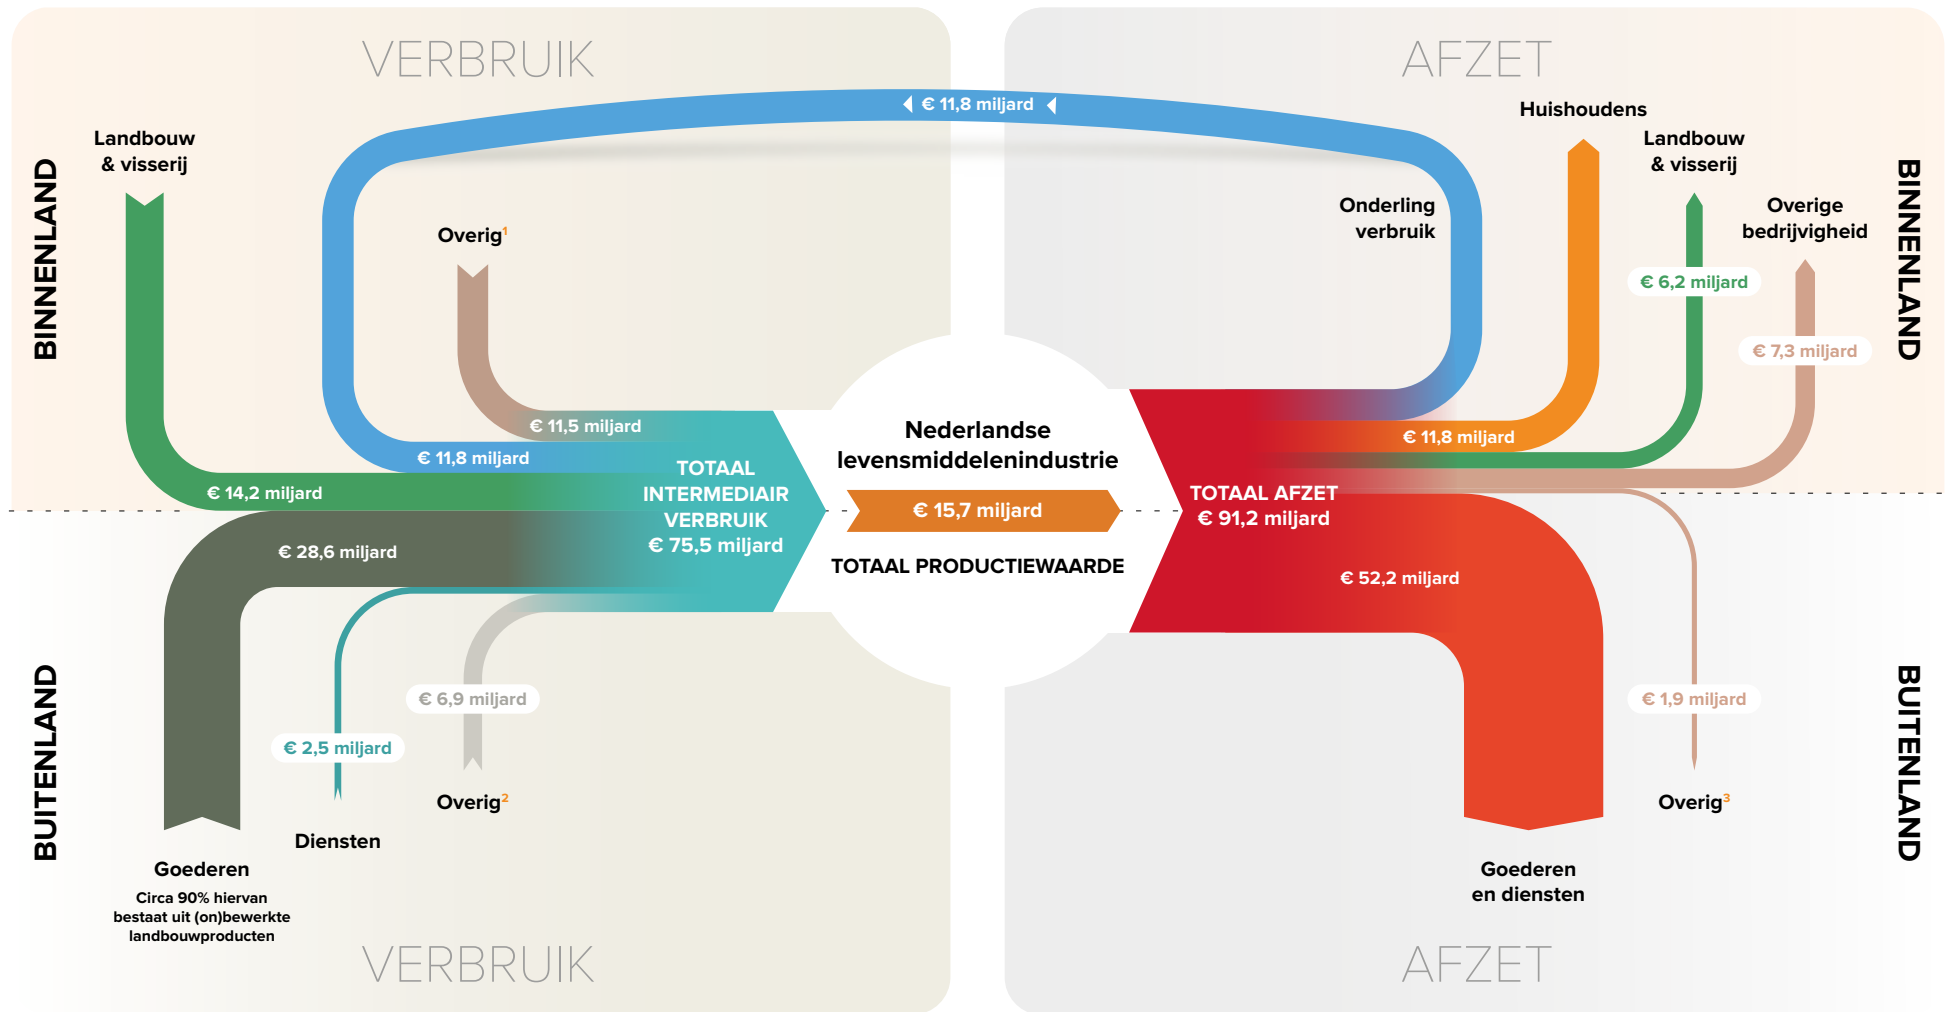 VERBRUIK
AFZET
€ 11,8 miljard
BINNENLAND
Landbouw
& visserij
Overig¹
Onderling
verbruik
Huishoudens
Landbouw
& visserij
Overige
bedrijvigheid
BINNENLAND
€ 6,2 miljard
€ 7,3 miljard
€ 11,5 miljard
€ 11,8 miljard
€ 14,2 miljard
€ 28,6 miljard
TOTAAL
INTERMEDIAIR
VERBRUIK
€ 75,5 miljard
Nederlandse
levensmiddelenindustrie
€ 15,7 miljard
TOTAAL PRODUCTIEWAARDE
TOTAAL AFZET
€ 91,2 miljard
€ 11,8 miljard
€ 52,2 miljard
BUITENLAND
€ 6,9 miljard
€ 2,5 miljard
Overig²
Diensten
Goederen
Circa 90% hiervan
bestaat uit (on)bewerkte
landbouwproducten
€ 1,9 miljard
Overig³
Goederen
en diensten
BUITENLAND
VERBRUIK
AFZET